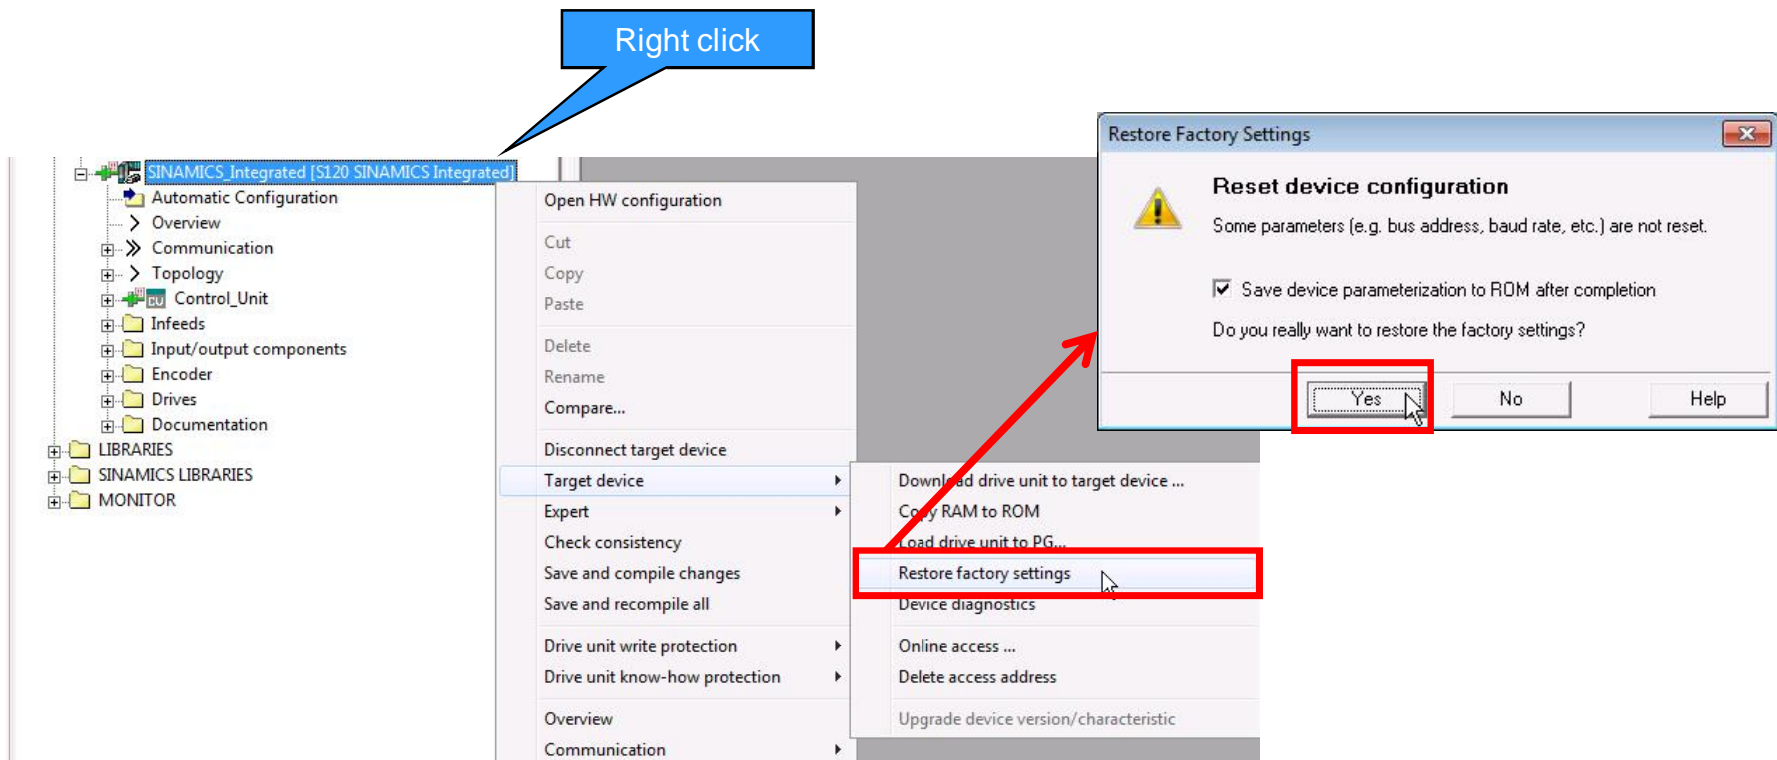 Right click
SINAMICS_Integrated [S120 SINAMICS Integrated]
Automatic Configuration
Overview
Communication
Topology
Control_Unit
Infeeds
Input/output components
Encoder
Drives
Documentation
LIBRARIES
SINAMICS LIBRARIES
MONITOR
Open HW configuration
Cut
Copy
Paste
Delete
Rename
Compare...
Disconnect target device
Target device
Expert
Check consistency
Save and compile changes
Save and recompile all
Drive unit write protection
Drive unit know-how protection
Overview
Communication
Download drive unit to target device ...
Copy RAM to ROM
Load drive unit to PG...
Restore factory settings
Device diagnostics
Online access ...
Delete access address
Upgrade device version/characteristic
Restore Factory Settings
Reset device configuration
Some parameters (e.g. bus address, baud rate, etc.) are not reset.
Save device parameterization to ROM after completion
Do you really want to restore the factory settings?
Yes
No
Help